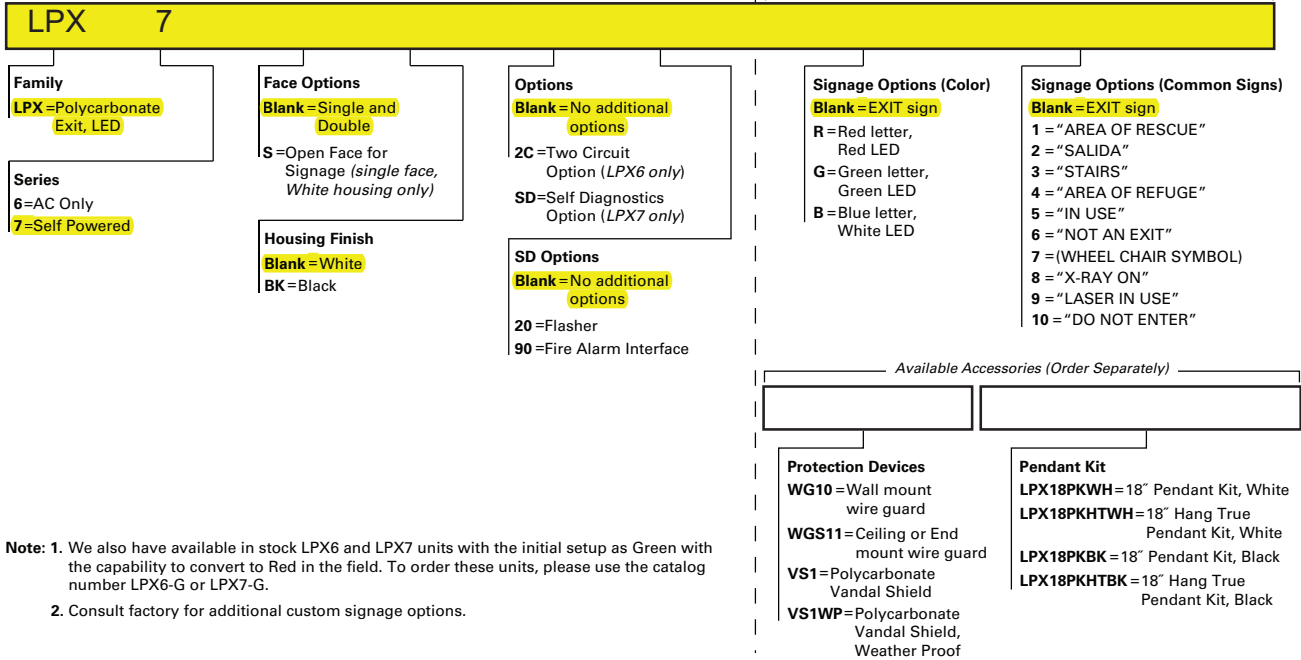 LPX 7
Family
LPX=Polycarbonate
Exit, LED
Series
6=AC Only
7=Self Powered
Face Options
Blank=Single and
Double
S=Open Face for
Signage (single face,
White housing only)
Housing Finish
Blank=White
BK=Black
Options
Blank=No additional
options
2C=Two Circuit
Option (LPX6 only)
SD=Self Diagnostics
Option (LPX7 only)
SD Options
Blank=No additional
options
20=Flasher
90=Fire Alarm Interface
Signage Options (Color)
Blank=EXIT sign
R=Red letter,
Red LED
G=Green letter,
Green LED
B=Blue letter,
White LED
Signage Options (Common Signs)
Blank=EXIT sign
1="AREA OF RESCUE"
2="SALIDA"
3="STAIRS"
4="AREA OF REFUGE"
5="IN USE"
6="NOT AN EXIT"
7=(WHEEL CHAIR SYMBOL)
8="X-RAY ON"
9="LASER IN USE"
10="DO NOT ENTER"
Available Accessories (Order Separately)
Protection Devices
WG10=Wall mount
wire guard
WGS11=Ceiling or End
mount wire guard
VS1=Polycarbonate
Vandal Shield
VS1WP=Polycarbonate
Vandal Shield,
Weather Proof
Pendant Kit
LPX18PKWH=18″ Pendant Kit, White
LPX18PKHTWH=18″ Hang True
Pendant Kit, White
LPX18PKBK=18″ Pendant Kit, Black
LPX18PKHTBK=18″ Hang True
Pendant Kit, Black
Note: 1. We also have available in stock LPX6 and LPX7 units with the initial setup as Green with
the capability to convert to Red in the field. To order these units, please use the catalog
number LPX6-G or LPX7-G.
2. Consult factory for additional custom signage options.